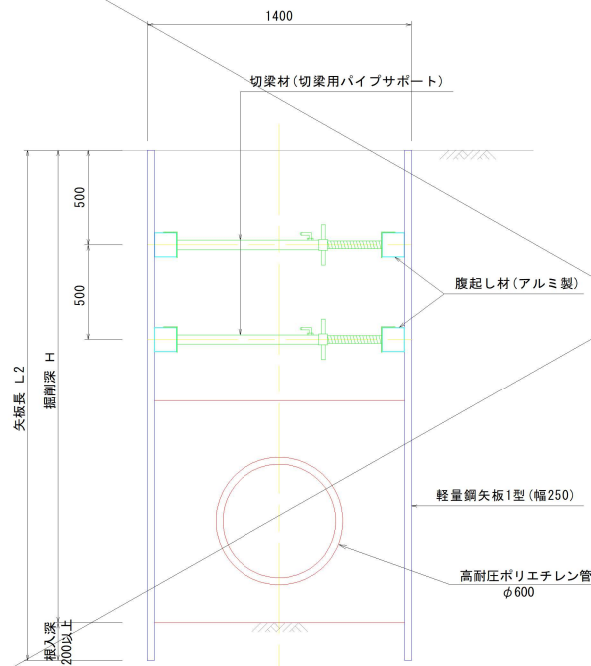 1400
切梁材(切梁用パイプサポート)
500
500
腹起し材(アルミ製)
矢板長 L2
掘削深 H
軽量鋼矢板1型(幅250)
高耐圧ポリエチレン管
φ600
根入深
200以上